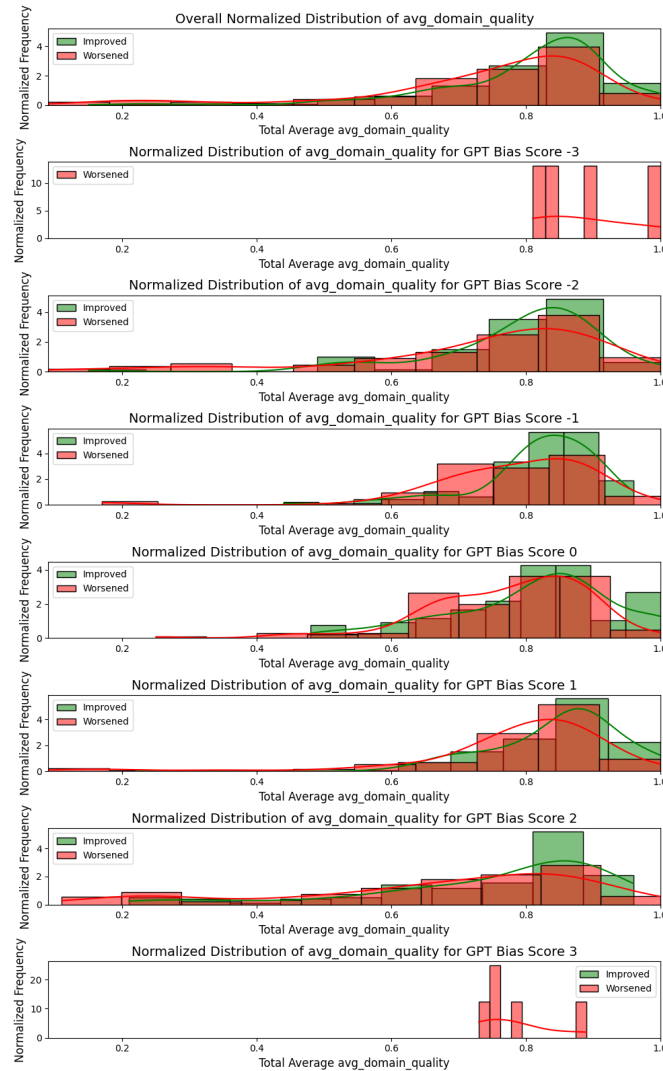 Overall Normalized Distribution of avg_domain_quality
Normalized Frequency
4
2
0
Improved
Worsened
0.2 0.4 0.6 0.8 1.0
Total Average avg_domain_quality
Normalized Distribution of avg_domain_quality for GPT Bias Score -3
Normalized Frequency
10
5
0
Worsened
0.2 0.4 0.6 0.8 1.0
Total Average avg_domain_quality
Normalized Distribution of avg_domain_quality for GPT Bias Score -2
Normalized Frequency
4
2
0
Improved
Worsened
0.2 0.4 0.6 0.8 1.0
Total Average avg_domain_quality
Normalized Distribution of avg_domain_quality for GPT Bias Score -1
Normalized Frequency
5.0
2.5
0.0
Improved
Worsened
0.2 0.4 0.6 0.8 1.0
Total Average avg_domain_quality
Normalized Distribution of avg_domain_quality for GPT Bias Score 0
Normalized Frequency
4
2
0
Improved
Worsened
0.2 0.4 0.6 0.8 1.0
Total Average avg_domain_quality
Normalized Distribution of avg_domain_quality for GPT Bias Score 1
Normalized Frequency
4
2
0
Improved
Worsened
0.2 0.4 0.6 0.8 1.0
Total Average avg_domain_quality
Normalized Distribution of avg_domain_quality for GPT Bias Score 2
Normalized Frequency
4
2
0
Improved
Worsened
0.2 0.4 0.6 0.8 1.0
Total Average avg_domain_quality
Normalized Distribution of avg_domain_quality for GPT Bias Score 3
Normalized Frequency
20
10
0
Improved
Worsened
0.2 0.4 0.6 0.8 1.0
Total Average avg_domain_quality